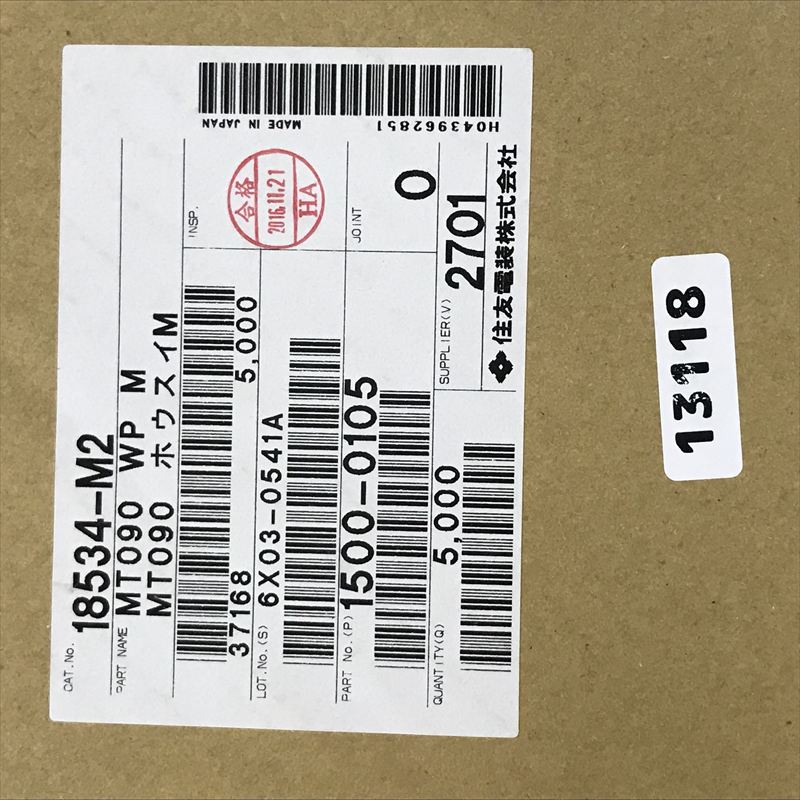 CAT.No. 18534-M2
PART NAME MT090 WP M
MT090 ホウスイM
37168 5,000
INSP.
合格
2016.11.21
HA
LOT.No.(S) 6X03-0541A
JOINT 0
PART No.(P) 1500-0105
QUANTITY(Q) 5,000
SUPPLIER(V) 2701
住友電装株式会社
H043962851 MADE IN JAPAN
13118